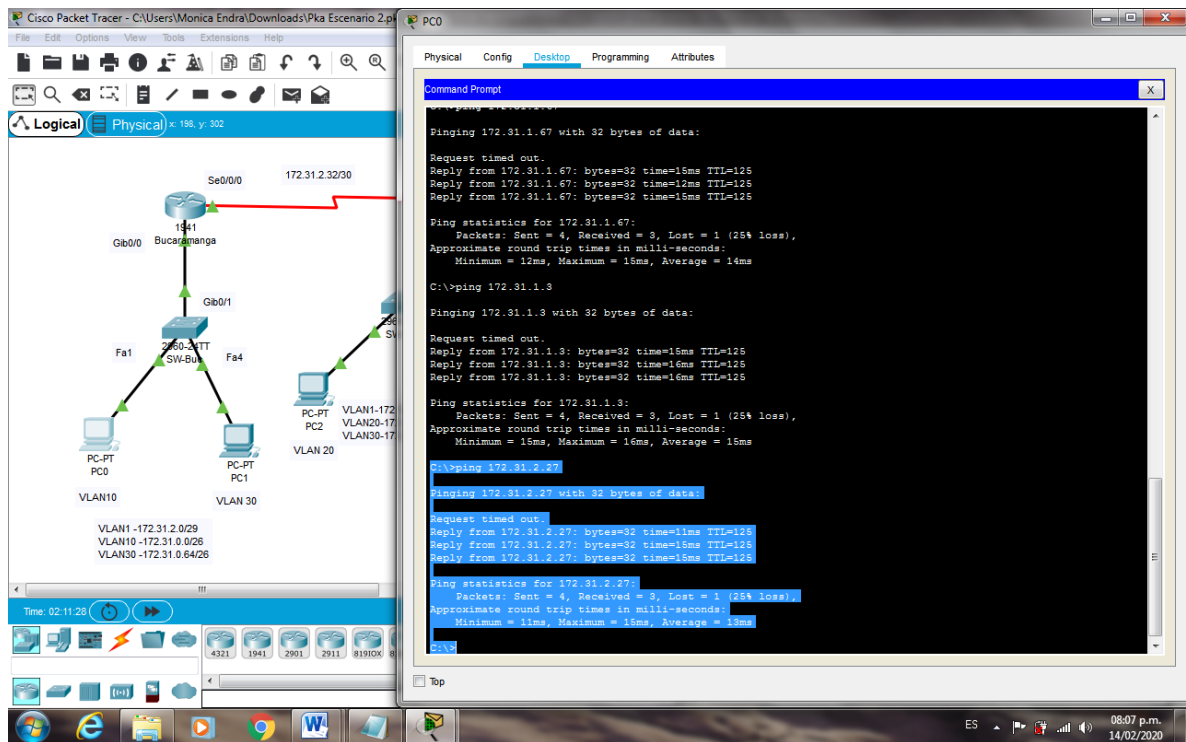 Cisco Packet Tracer - C:\Users\Monica Endra\Downloads\Pka Escenario 2.pk
File Edit Options View Tools Extensions Help
Logical Physical x: 198, y: 302
Se0/0/0
172.31.2.32/30
1941
Bucaramanga
Gib0/0
Gib0/1
2960-24TT
SW-Buc
Fa1
Fa4
PC-PT
PC0
PC-PT
PC1
PC-PT
PC2
VLAN1-172
VLAN20-17
VLAN30-17
VLAN 20
VLAN10
VLAN 30
VLAN1 -172.31.2.0/29
VLAN10 -172.31.0.0/26
VLAN30 -172.31.0.64/26
Time: 02:11:28
4321 1941 2901 2911 819IOX
PC0
Physical Config Desktop Programming Attributes
Command Prompt X
C:\>ping 172.31.1.67
Pinging 172.31.1.67 with 32 bytes of data:
Request timed out.
Reply from 172.31.1.67: bytes=32 time=15ms TTL=125
Reply from 172.31.1.67: bytes=32 time=12ms TTL=125
Reply from 172.31.1.67: bytes=32 time=15ms TTL=125
Ping statistics for 172.31.1.67:
Packets: Sent = 4, Received = 3, Lost = 1 (25% loss),
Approximate round trip times in milli-seconds:
Minimum = 12ms, Maximum = 15ms, Average = 14ms
C:\>ping 172.31.1.3
Pinging 172.31.1.3 with 32 bytes of data:
Request timed out.
Reply from 172.31.1.3: bytes=32 time=15ms TTL=125
Reply from 172.31.1.3: bytes=32 time=16ms TTL=125
Reply from 172.31.1.3: bytes=32 time=16ms TTL=125
Ping statistics for 172.31.1.3:
Packets: Sent = 4, Received = 3, Lost = 1 (25% loss),
Approximate round trip times in milli-seconds:
Minimum = 15ms, Maximum = 16ms, Average = 15ms
C:\>ping 172.31.2.27
Pinging 172.31.2.27 with 32 bytes of data:
Request timed out.
Reply from 172.31.2.27: bytes=32 time=11ms TTL=125
Reply from 172.31.2.27: bytes=32 time=15ms TTL=125
Reply from 172.31.2.27: bytes=32 time=15ms TTL=125
Ping statistics for 172.31.2.27:
Packets: Sent = 4, Received = 3, Lost = 1 (25% loss),
Approximate round trip times in milli-seconds:
Minimum = 11ms, Maximum = 15ms, Average = 13ms
C:\>
Top
ES
08:07 p.m.
14/02/2020